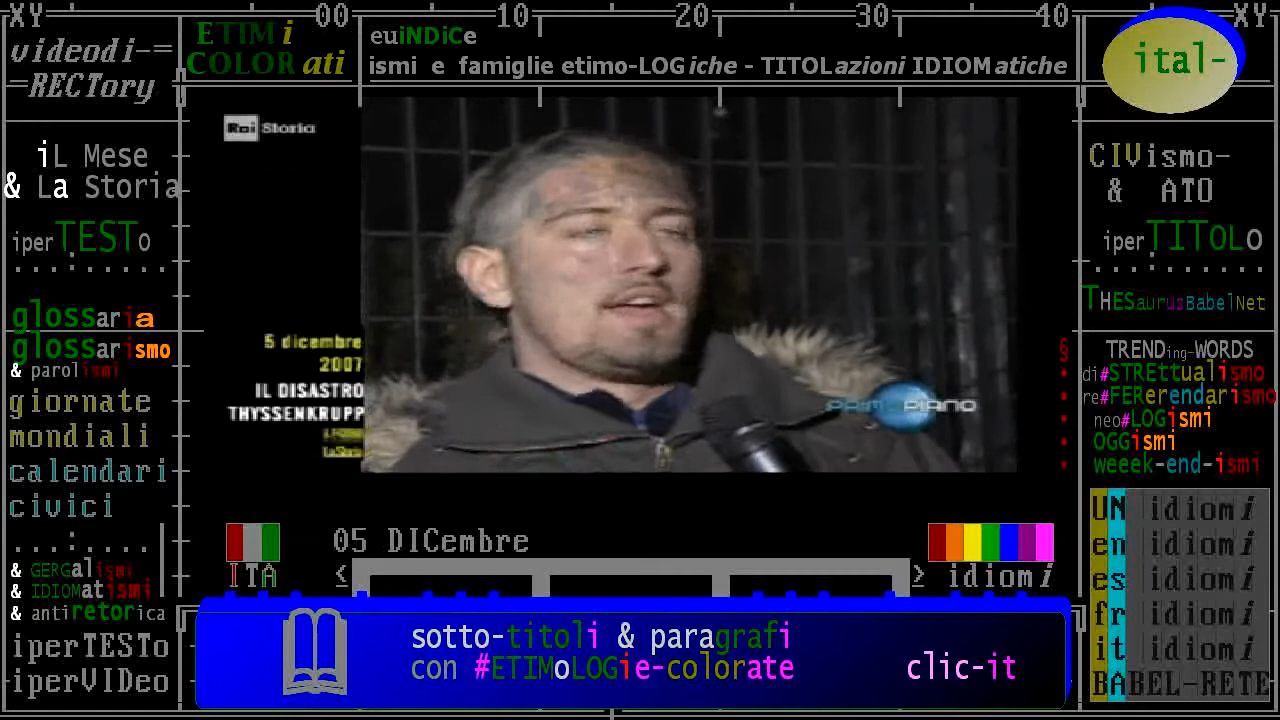 XY 00 10 20 30 40 XY
videodi-=
=RECTory
ETIMi
COLORati
euiNDiCe
ismi e famiglie etimo-LOGiche - TITOLazioni IDIOMatiche
ital-
iL Mese
& La Storia
iperTESTo
....:.....
glossaria
glossarismo
& parolismi
giornate
mondiali
calendari
civici
....:....
& GERGalismi
& IDIOMatismi
& antiretorica
iperTESTo
iperVIDeo
Rai Storia
5 dicembre
2007
IL DISASTRO
THYSSENKRUPP
PRIMO PIANO
§
CIVismo-
& ATO
iperTITOLO
....:.....
THESaurusBabelNet
TRENDing-WORDS
di#STREttualismo
re#FERerendarismo
neo#LOGismi
OGGismi
weeek-end-ismi
UN idiomi
en idiomi
es idiomi
fr idiomi
it idiomi
BABEL-RETE
05 DICembre
ITA < > idiomi
sotto-titoli & paragrafi
con #ETIMoLOGie-colorate clic-it